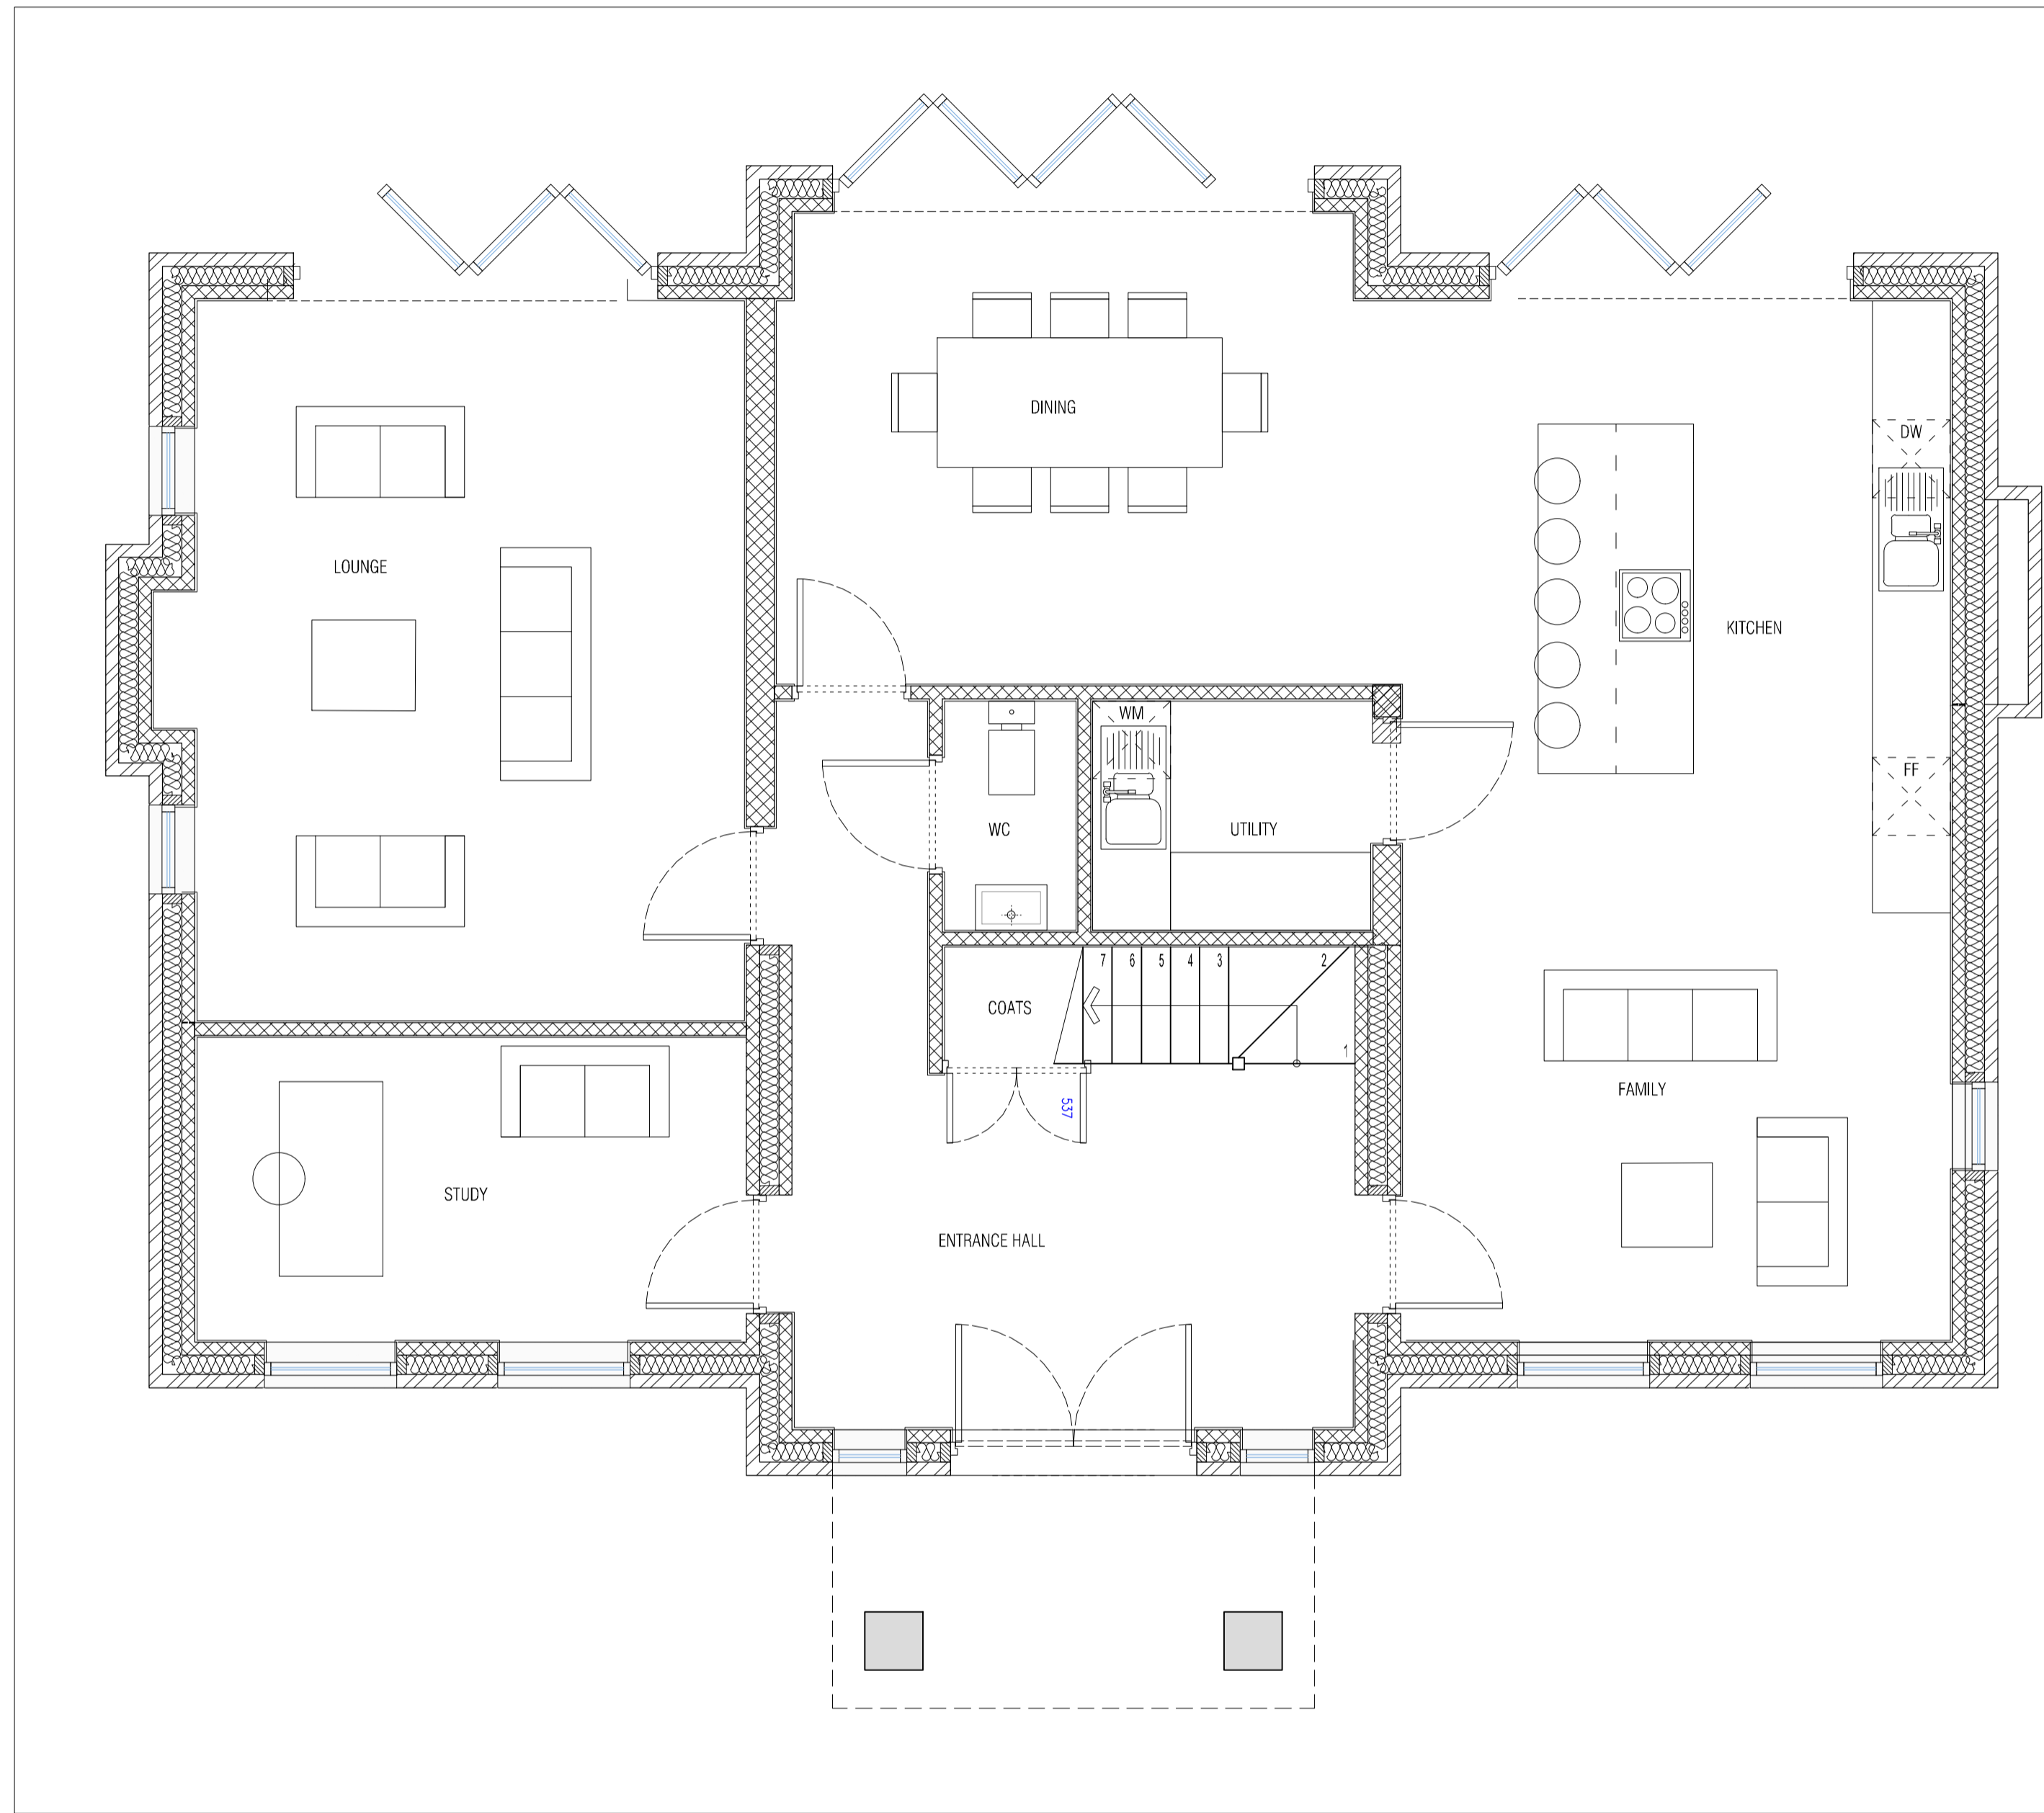 DINING
DW
LOUNGE
KITCHEN
WM
FF
WC
UTILITY
7 6 5 4 3 2
COATS
1
FAMILY
537
STUDY
ENTRANCE HALL